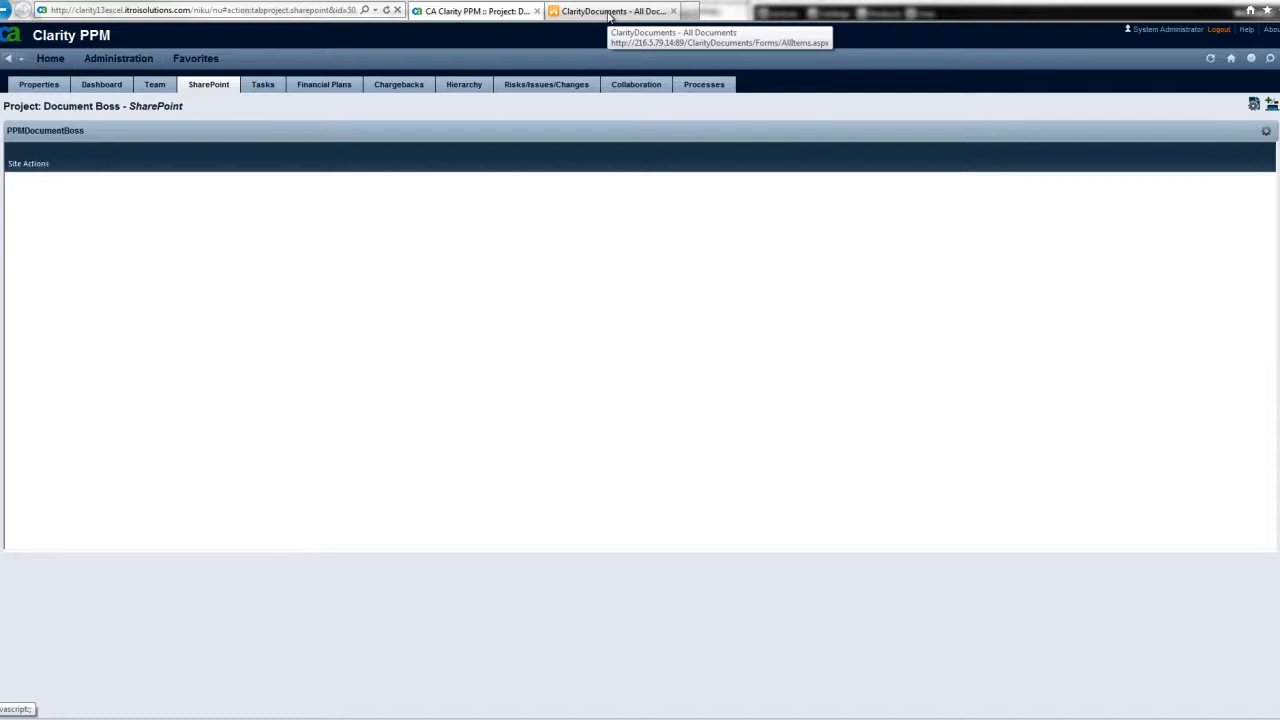 http://clarity13excel.itroisolutions.com/niku/nu#action:tabproject.sharepoint&id=50.
CA Clarity PPM :: Project: D...
ClarityDocuments - All Doc...
ClarityDocuments - All Documents
http://216.5.79.14:89/ClarityDocuments/Forms/AllItems.aspx
ca Clarity PPM
System Administrator Logout Help Abou
Home Administration Favorites
Properties Dashboard Team SharePoint Tasks Financial Plans Chargebacks Hierarchy Risks/Issues/Changes Collaboration Processes
Project: Document Boss - SharePoint
PPMDocumentBoss
Site Actions
vascript:;